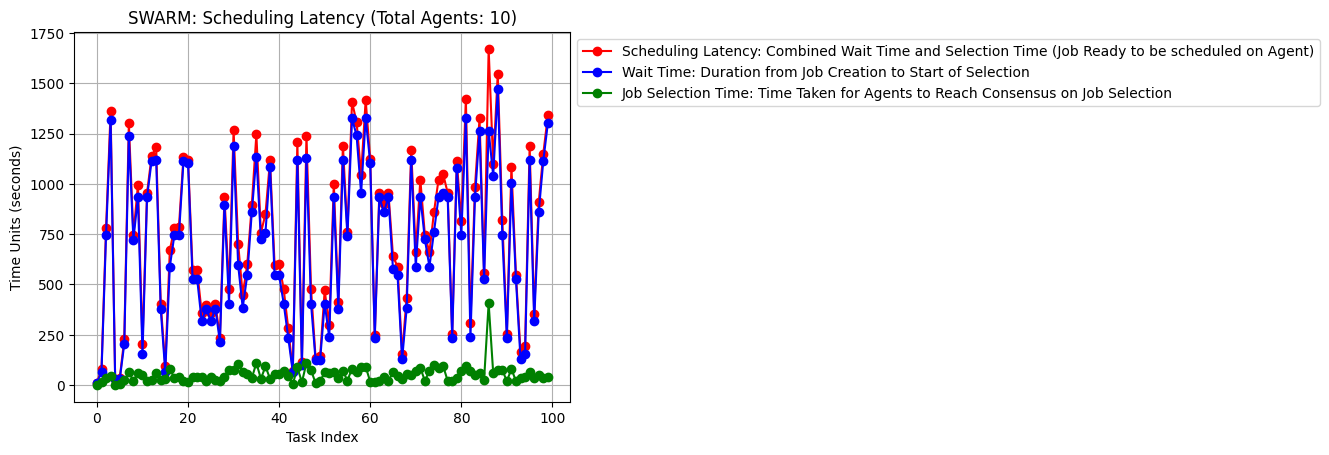 SWARM: Scheduling Latency (Total Agents: 10)
Scheduling Latency: Combined Wait Time and Selection Time (Job Ready to be scheduled on Agent)
Wait Time: Duration from Job Creation to Start of Selection
Job Selection Time: Time Taken for Agents to Reach Consensus on Job Selection
Time Units (seconds)
1750
1500
1250
1000
750
500
250
0
0 20 40 60 80 100
Task Index